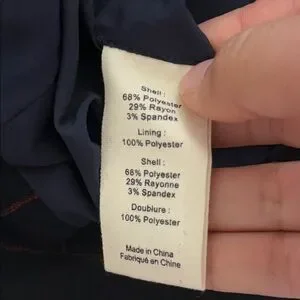 Shell :
68% Polyester
29% Rayon
3% Spandex
Lining :
100% Polyester
Shell :
68% Polyester
29% Rayonne
3% Spandex
Doublure :
100% Polyester
Made in China
Fabriqué en Chine